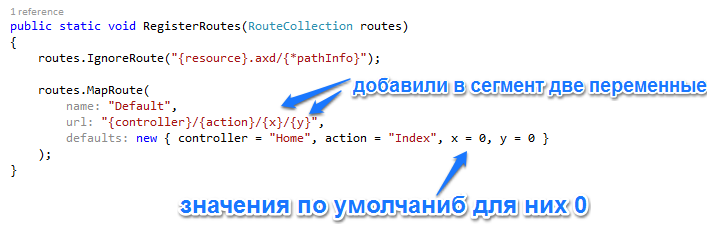 1 reference
public static void RegisterRoutes(RouteCollection routes)
{
routes.IgnoreRoute("{resource}.axd/{*pathInfo}");
routes.MapRoute(
добавили в сегмент две переменные
name: "Default",
url: "{controller}/{action}/{x}/{y}",
defaults: new { controller = "Home", action = "Index", x = 0, y = 0 }
);
}
значения по умолчаниб для них 0